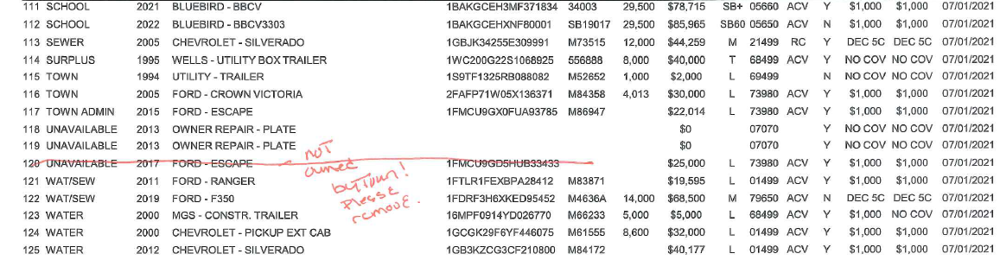 111 SCHOOL 2021 BLUEBIRD - BBCV 1BAKGCEH3MF371834 34003 29,500 $78,715 SB+ 05660 ACV Y $1,000 $1,000 07/01/2021
112 SCHOOL 2022 BLUEBIRD - BBCV3303 1BAKGCEHXNF80001 SB19017 29,500 $85,965 SB60 05650 ACV N $1,000 $1,000 07/01/2021
113 SEWER 2005 CHEVROLET - SILVERADO 1GBJK34255E309991 M73515 12,000 $44,259 M 21499 RC Y DEC 5C DEC 5C 07/01/2021
114 SURPLUS 1995 WELLS - UTILITY BOX TRAILER 1WC200G22S1068925 556888 8,000 $40,000 T 68499 ACV Y NO COV NO COV 07/01/2021
115 TOWN 1994 UTILITY - TRAILER 1S9TF1325RB088082 M52652 1,000 $2,000 L 69499 N NO COV NO COV 07/01/2021
116 TOWN 2005 FORD - CROWN VICTORIA 2FAFP71W05X136371 M84358 4,013 $30,000 L 73980 ACV Y $1,000 $1,000 07/01/2021
117 TOWN ADMIN 2015 FORD - ESCAPE 1FMCU9GX0FUA93785 M86947 $22,014 L 73980 ACV Y $1,000 $1,000 07/01/2021
118 UNAVAILABLE 2013 OWNER REPAIR - PLATE $0 07070 Y NO COV NO COV 07/01/2021
119 UNAVAILABLE 2013 OWNER REPAIR - PLATE $0 07070 Y NO COV NO COV 07/01/2021
120 UNAVAILABLE 2017 FORD - ESCAPE 1FMCU9GD5HUB33433 $25,000 L 73980 ACV Y $1,000 $1,000 07/01/2021
not
owned
by Town!
Please
remove.
121 WAT/SEW 2011 FORD - RANGER 1FTLR1FEXBPA28412 M83871 $19,595 L 01499 ACV Y $1,000 $1,000 07/01/2021
122 WAT/SEW 2019 FORD - F350 1FDRF3H6XKED95452 M4636A 14,000 $68,500 M 79650 ACV N DEC 5C DEC 5C 07/01/2021
123 WATER 2000 MGS - CONSTR. TRAILER 16MPF0914YD026770 M66233 5,000 $5,000 L 68499 ACV Y $1,000 NO COV 07/01/2021
124 WATER 2000 CHEVROLET - PICKUP EXT CAB 1GCGK29F6YF446075 M61555 8,600 $32,000 L 01499 ACV Y $1,000 $1,000 07/01/2021
125 WATER 2012 CHEVROLET - SILVERADO 1GB3KZCG3CF210800 M84172 $40,177 L 01499 ACV Y $1,000 $1,000 07/01/2021